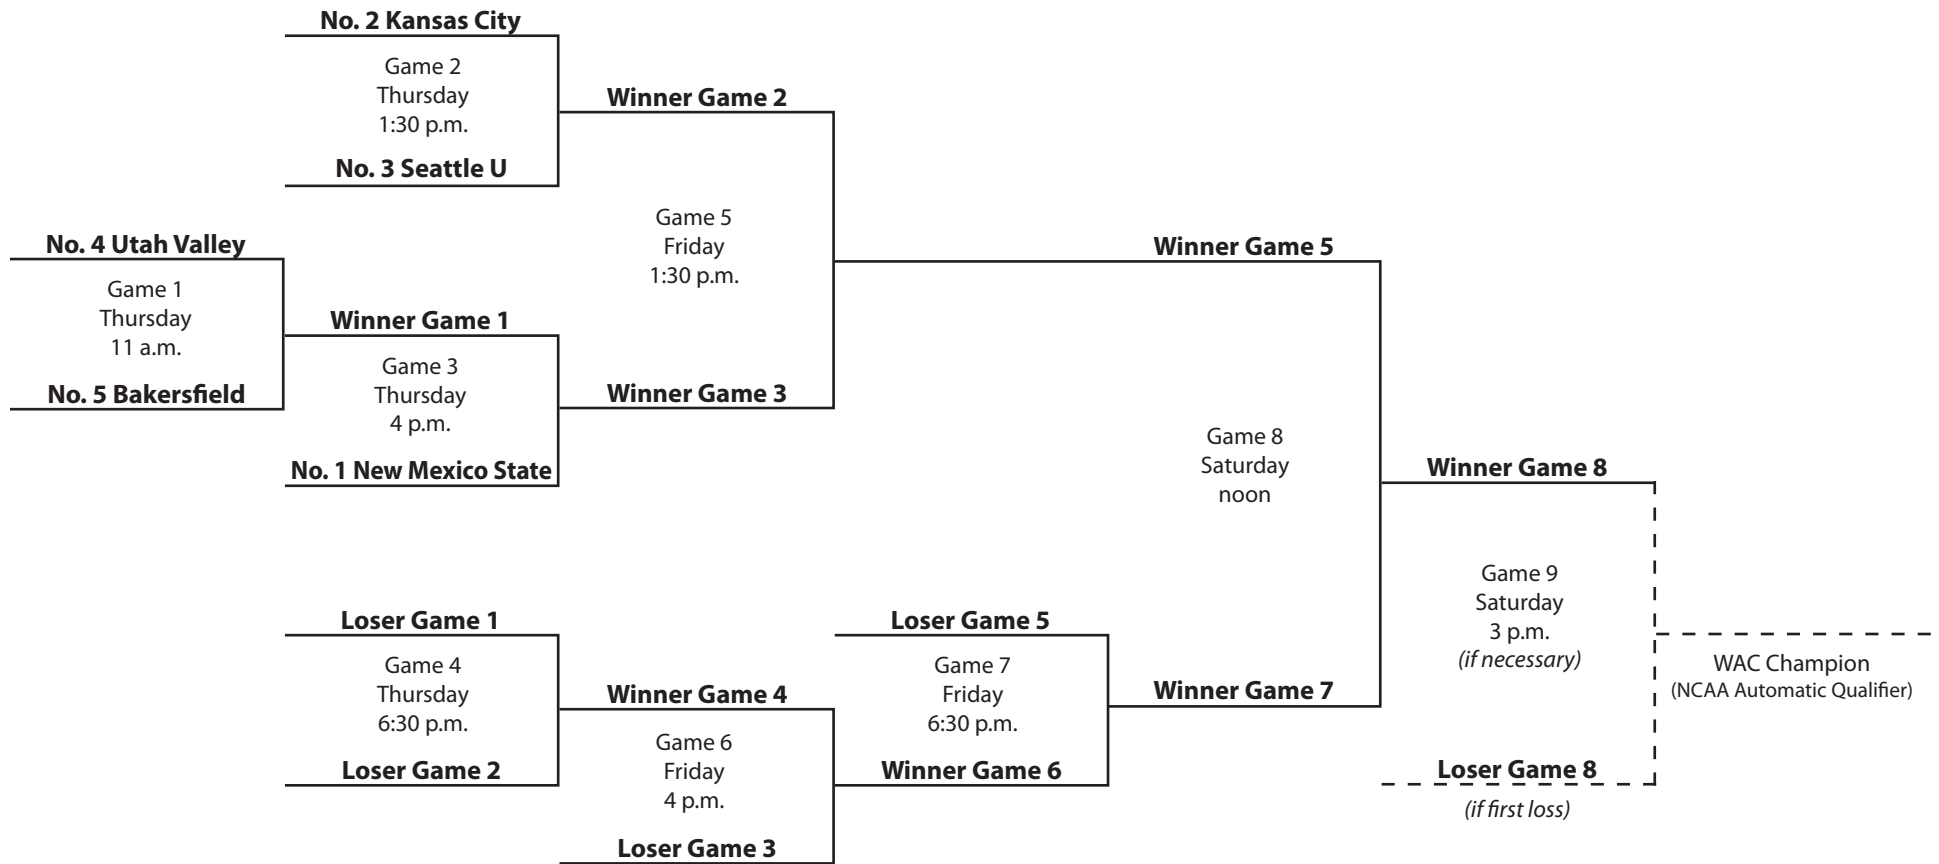 No. 2 Kansas City
Game 2
Thursday
1:30 p.m.
No. 3 Seattle U
Winner Game 2
No. 4 Utah Valley
Game 1
Thursday
11 a.m.
No. 5 Bakersfield
Winner Game 1
Game 3
Thursday
4 p.m.
No. 1 New Mexico State
Game 5
Friday
1:30 p.m.
Winner Game 3
Winner Game 5
Game 8
Saturday
noon
Winner Game 8
Loser Game 1
Game 4
Thursday
6:30 p.m.
Loser Game 2
Winner Game 4
Game 6
Friday
4 p.m.
Loser Game 3
Loser Game 5
Game 7
Friday
6:30 p.m.
Winner Game 6
Winner Game 7
Game 9
Saturday
3 p.m.
(if necessary)
Loser Game 8
(if first loss)
WAC Champion
(NCAA Automatic Qualifier)